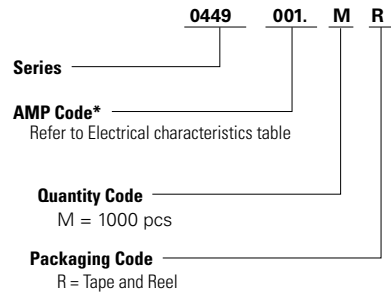 0449 001. M R
Series
AMP Code*
Refer to Electrical characteristics table
Quantity Code
M = 1000 pcs
Packaging Code
R = Tape and Reel